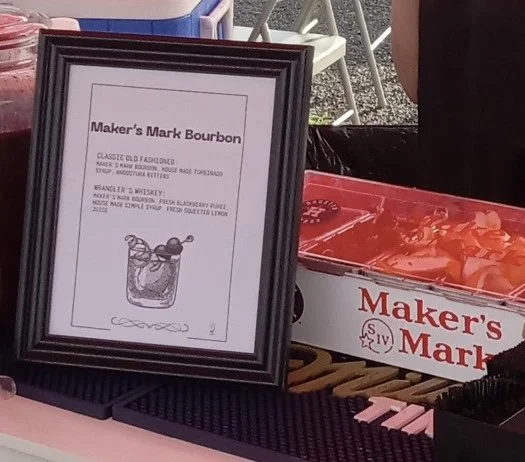 Maker's Mark Bourbon
CLASSIC OLD FASHIONED:
MAKER'S MARK BOURBON, HOUSE MADE TURBINADO
SYRUP, ANGOSTURA BITTERS
WRANGLER'S WHISKEY:
MAKER'S MARK BOURBON, FRESH BLACKBERRY PUREE,
HOUSE MADE SIMPLE SYRUP, FRESH SQUEETED LEMON
JUICE
Maker's
S IV
Mark